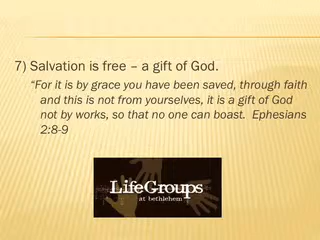 7) Salvation is free – a gift of God.
“For it is by grace you have been saved, through faith
and this is not from yourselves, it is a gift of God
not by works, so that no one can boast.  Ephesians
2:8-9
LifeGroups
at bethlehem